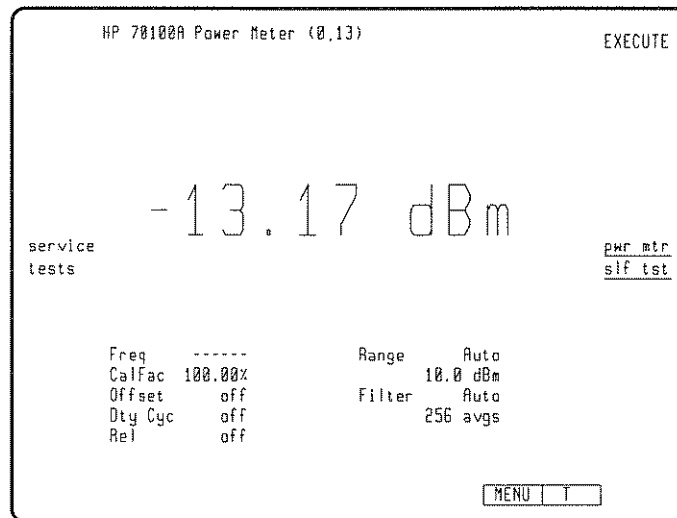 HP 70100A Power Meter (0,13)
EXECUTE
-13.17 dBm
service
tests
pwr mtr
slf tst
Freq ------
CalFac 100.00%
Offset off
Dty Cyc off
Rel off
Range Auto
10.0 dBm
Filter Auto
256 avgs
MENU T